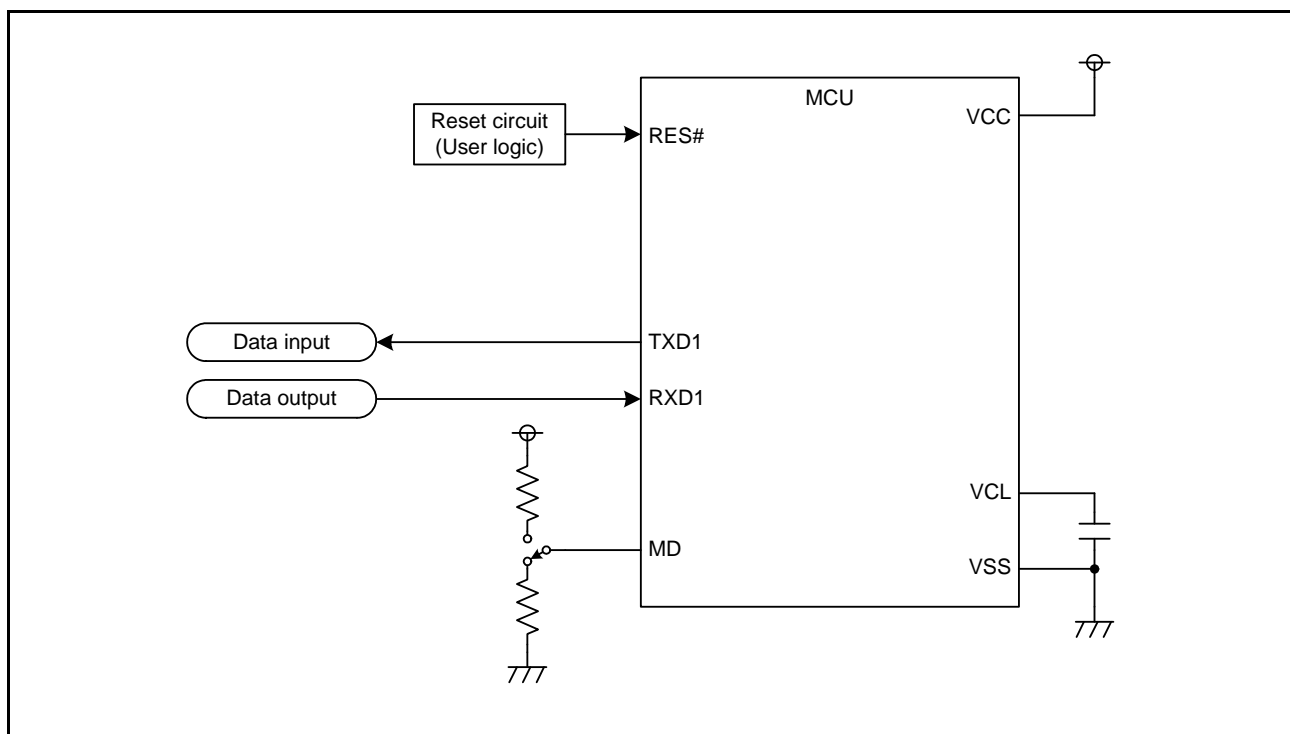 MCU
VCC
Reset circuit
(User logic)
RES#
Data input
TXD1
Data output
RXD1
VCL
MD
VSS